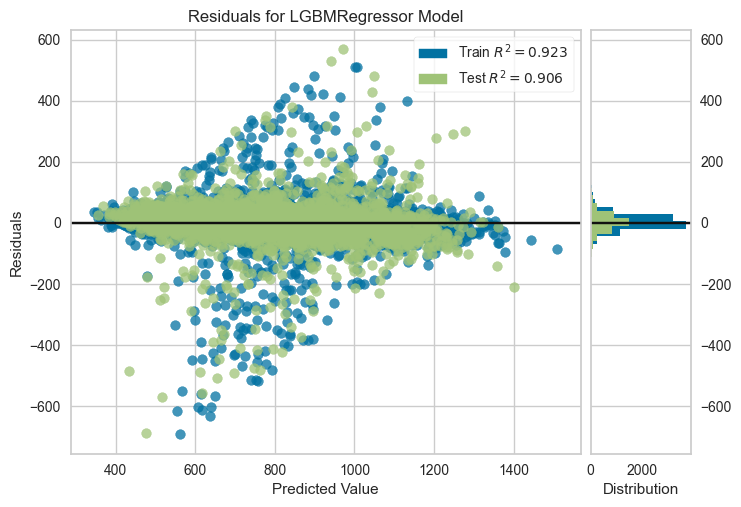 Residuals for LGBMRegressor Model
Train R² = 0.923
Test R² = 0.906
Residuals
600
400
200
0
−200
−400
−600
400 600 800 1000 1200 1400
Predicted Value
600
400
200
0
−200
−400
−600
0 2000
Distribution